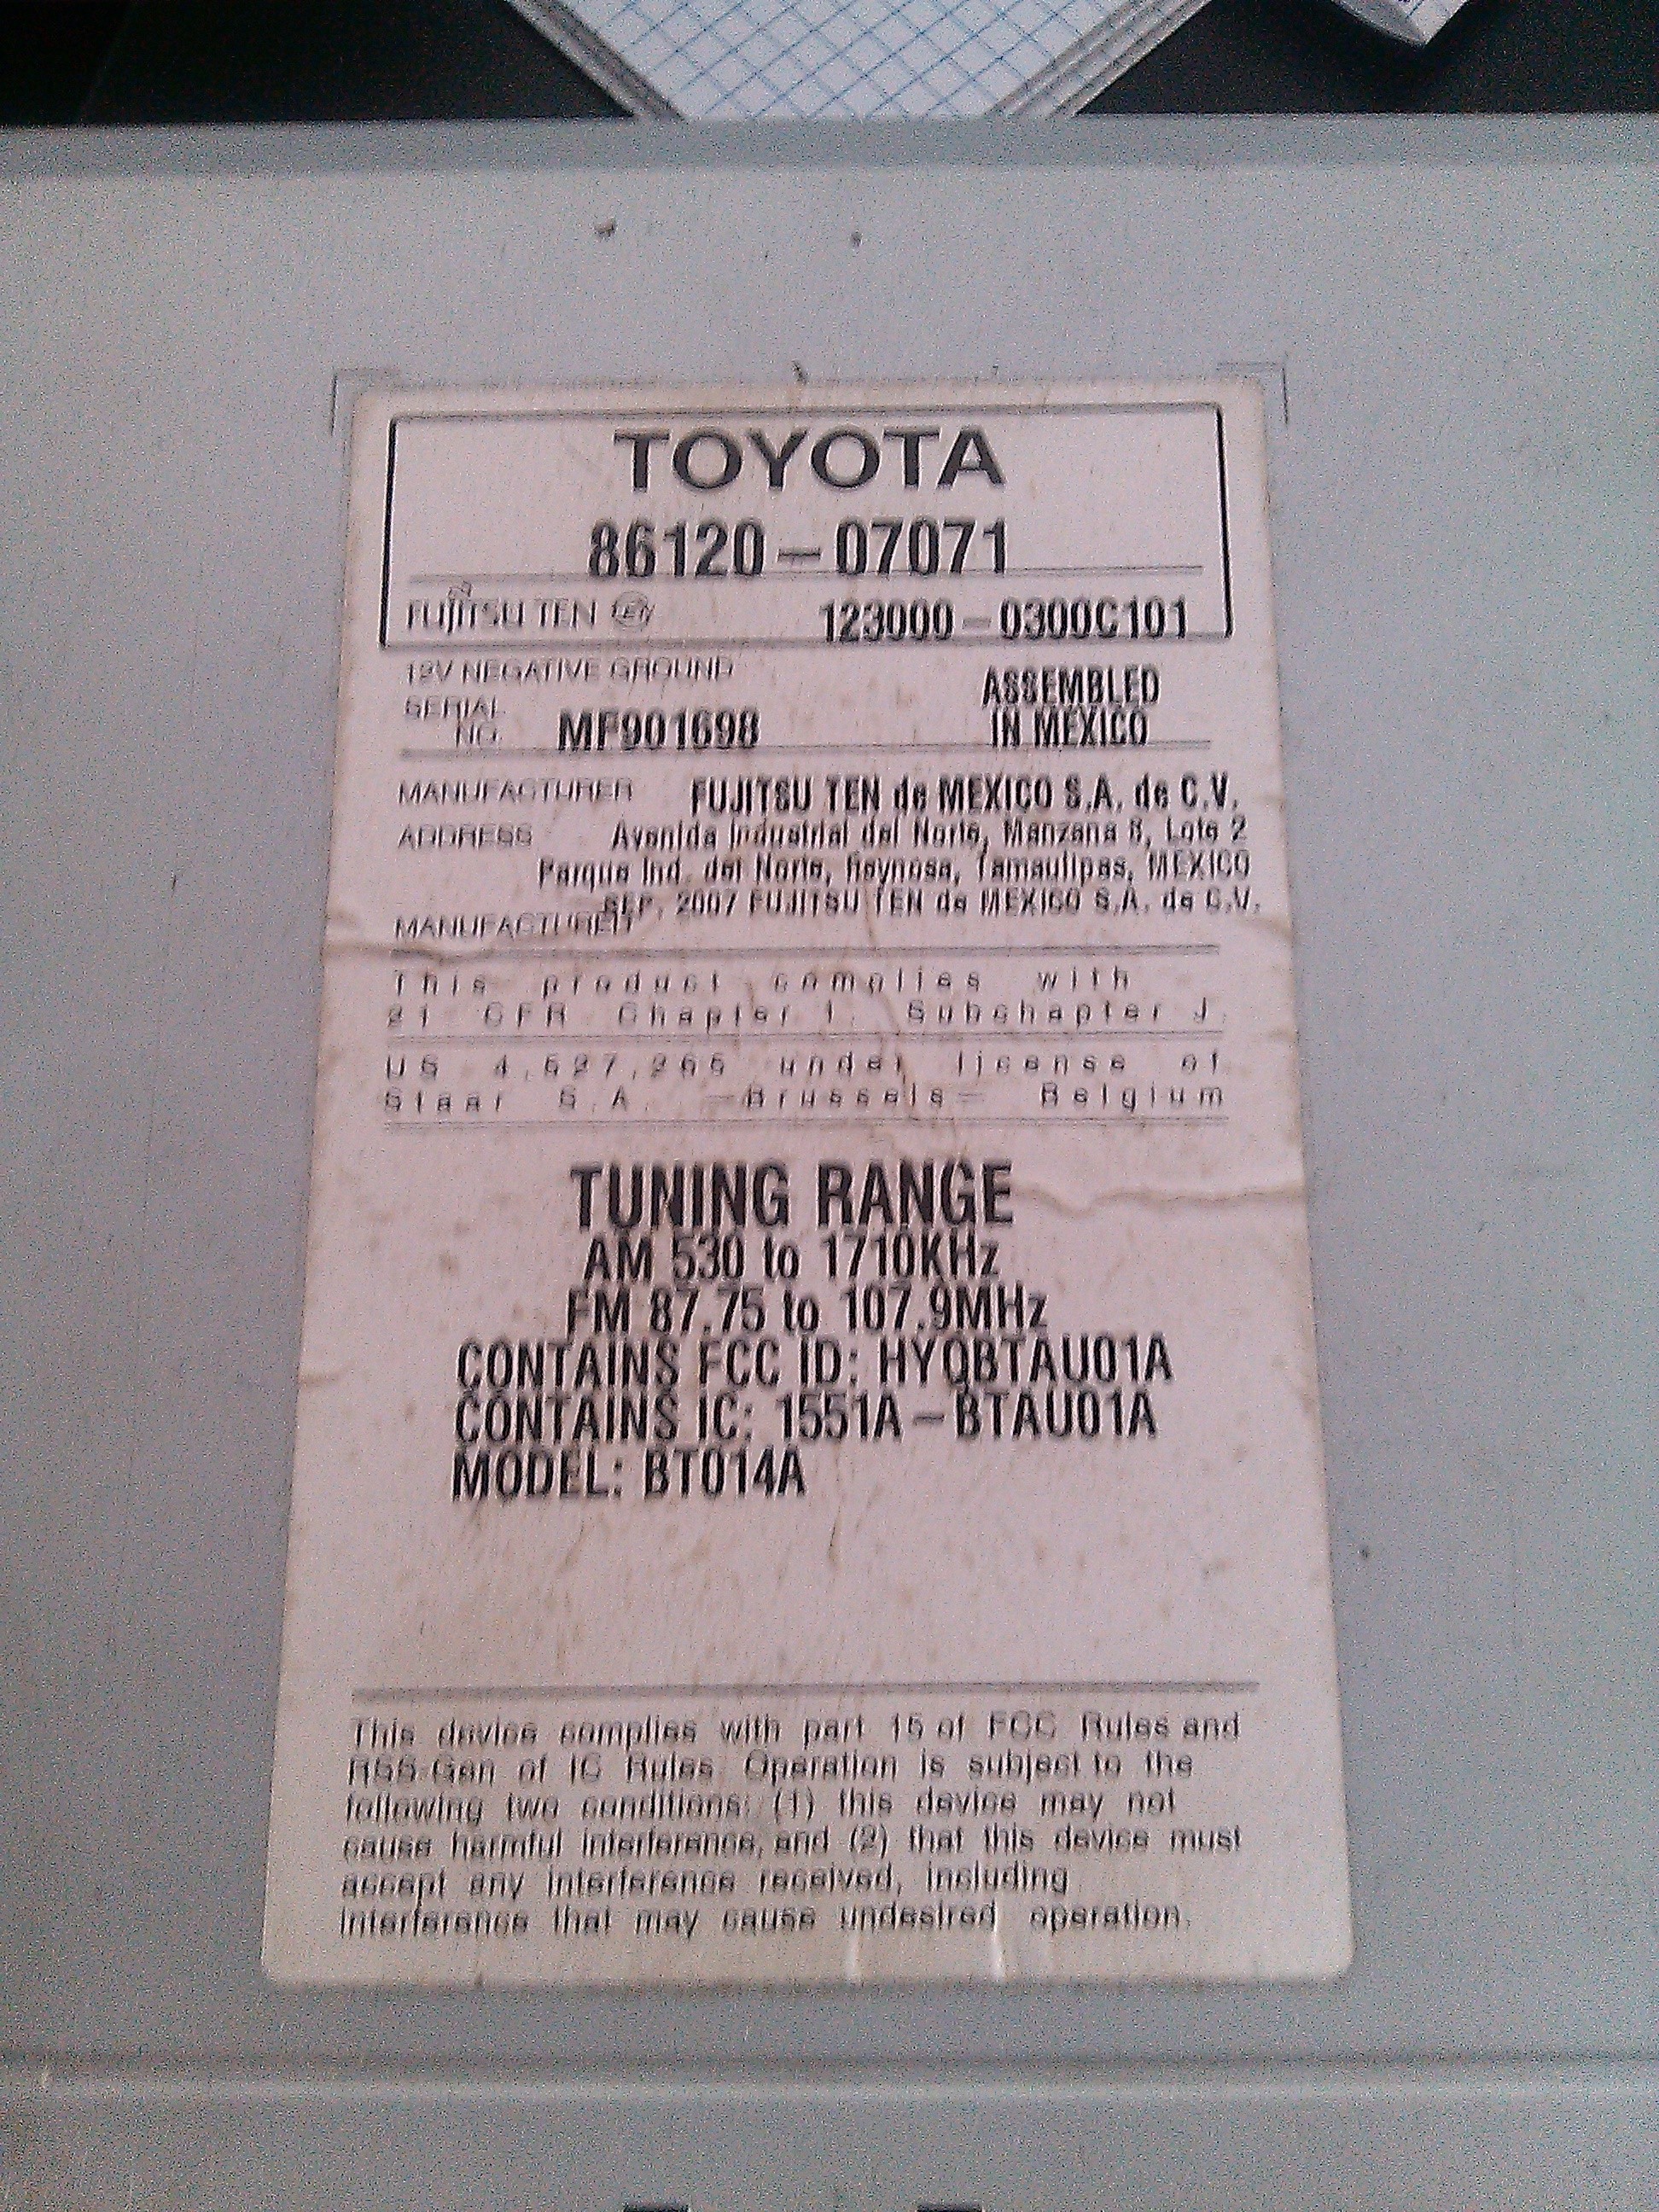 TOYOTA
86120-07071
FUJITSU TEN TEN 123000-0300C101
12V NEGATIVE GROUND
ASSEMBLED
IN MEXICO
SERIAL
NO. MF901698
MANUFACTURER FUJITSU TEN de MEXICO S.A. de C.V.
ADDRESS Avenida Industrial del Norte, Manzana 8, Lote 2
Parque Ind. del Norte, Reynosa, Tamaulipas, MEXICO
SEP. 2007 FUJITSU TEN de MEXICO S.A. de C.V.
This product complies with
21 CFR Chapter I, Subchapter J.
US 4,527,265 under license of
Staar S.A. -Brussels- Belgium
TUNING RANGE
AM 530 to 1710KHz
FM 87.75 to 107.9MHz
CONTAINS FCC ID: HYQBTAU01A
CONTAINS IC: 1551A-BTAU01A
MODEL: BT014A
This device complies with part 15 of FCC Rules and
RSS-Gen of IC Rules. Operation is subject to the
following two conditions: (1) this device may not
cause harmful interference, and (2) that this device must
accept any interference received, including
interference that may cause undesired operation.